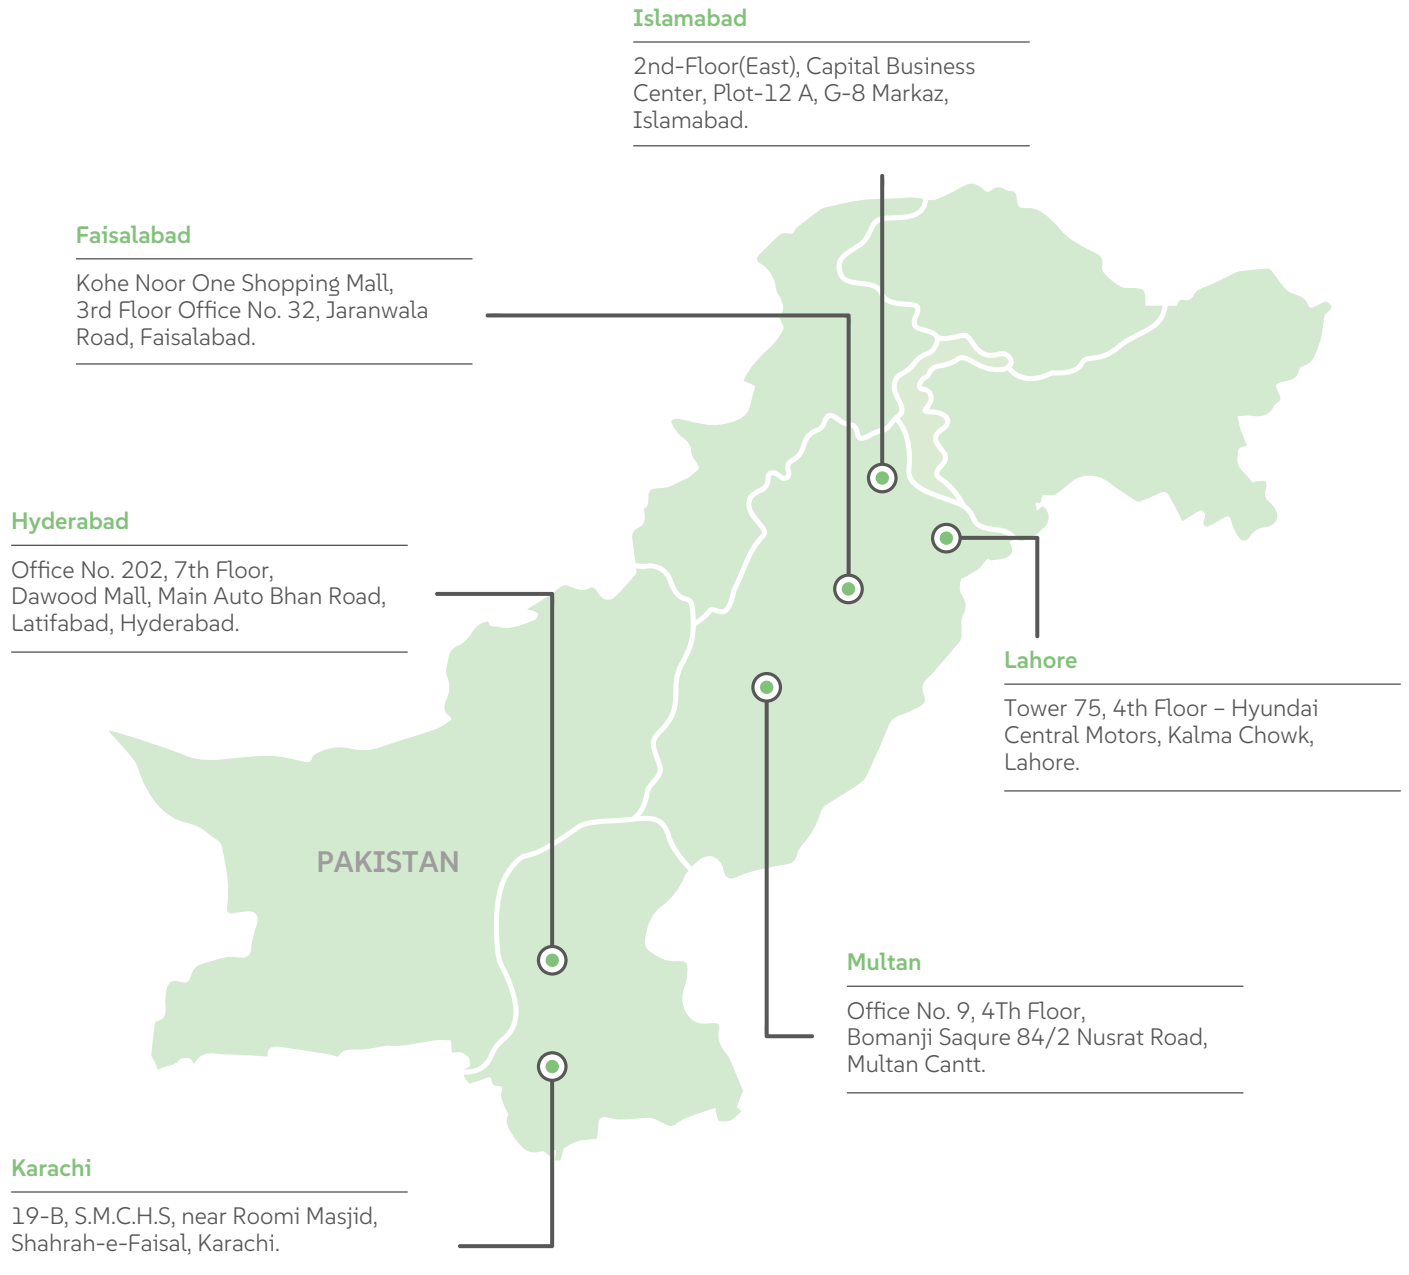 Islamabad
2nd-Floor(East), Capital Business
Center, Plot-12 A, G-8 Markaz,
Islamabad.
Faisalabad
Kohe Noor One Shopping Mall,
3rd Floor Office No. 32, Jaranwala
Road, Faisalabad.
Hyderabad
Office No. 202, 7th Floor,
Dawood Mall, Main Auto Bhan Road,
Latifabad, Hyderabad.
Lahore
Tower 75, 4th Floor – Hyundai
Central Motors, Kalma Chowk,
Lahore.
PAKISTAN
Multan
Office No. 9, 4Th Floor,
Bomanji Saqure 84/2 Nusrat Road,
Multan Cantt.
Karachi
19-B, S.M.C.H.S, near Roomi Masjid,
Shahrah-e-Faisal, Karachi.